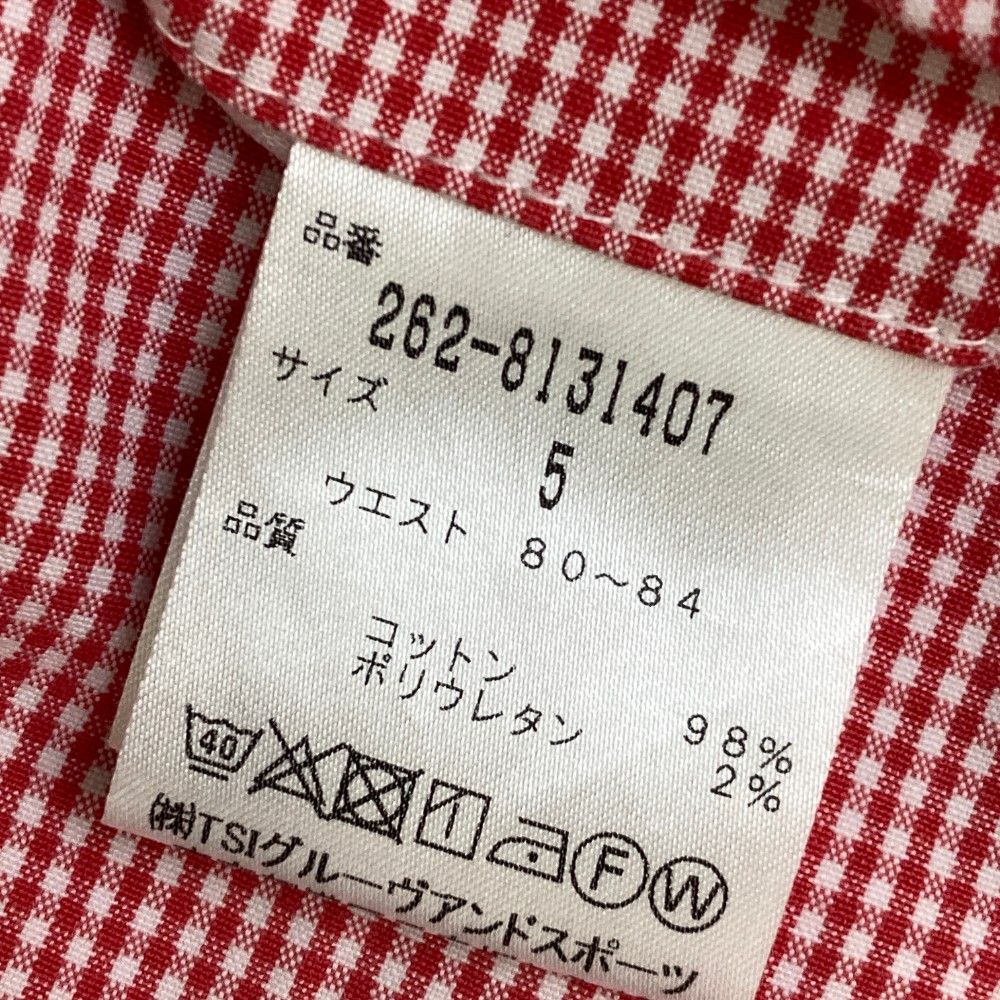 品番
262-8131407
サイズ
5
ウエスト 80~84
品質
コットン 98%
ポリウレタン 2%
40
F W
㈱TSIグルーヴアンドスポーツ